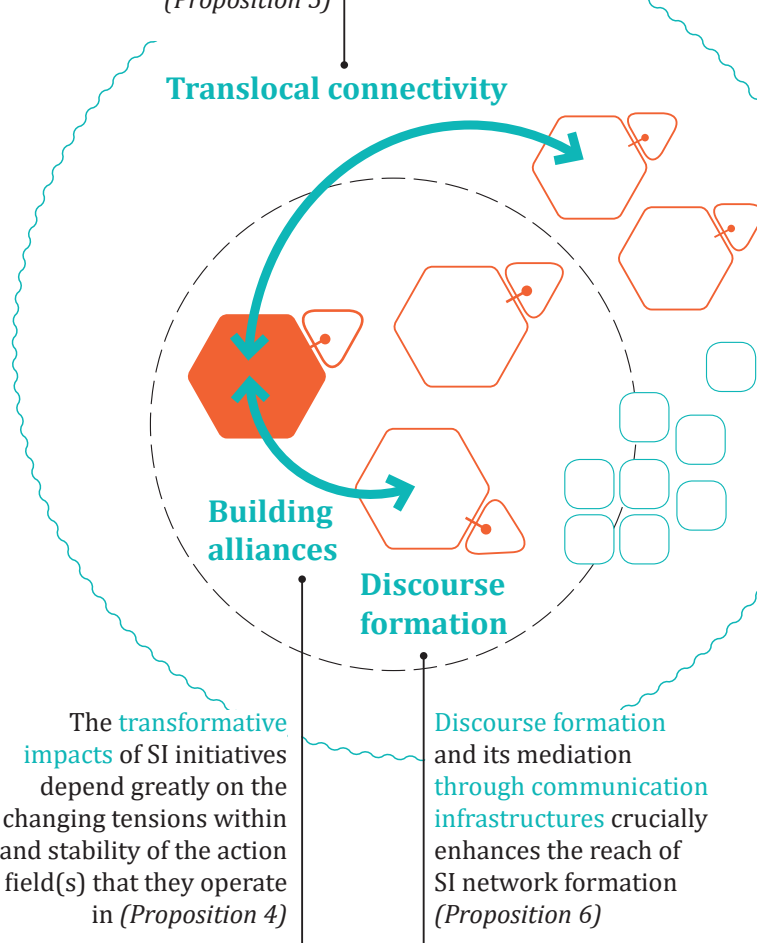 (Proposition 5)
Translocal connectivity
Building
alliances
Discourse
formation
The transformative
impacts of SI initiatives
depend greatly on the
changing tensions within
and stability of the action
field(s) that they operate
in (Proposition 4)
Discourse formation
and its mediation
through communication
infrastructures crucially
enhances the reach of
SI network formation
(Proposition 6)